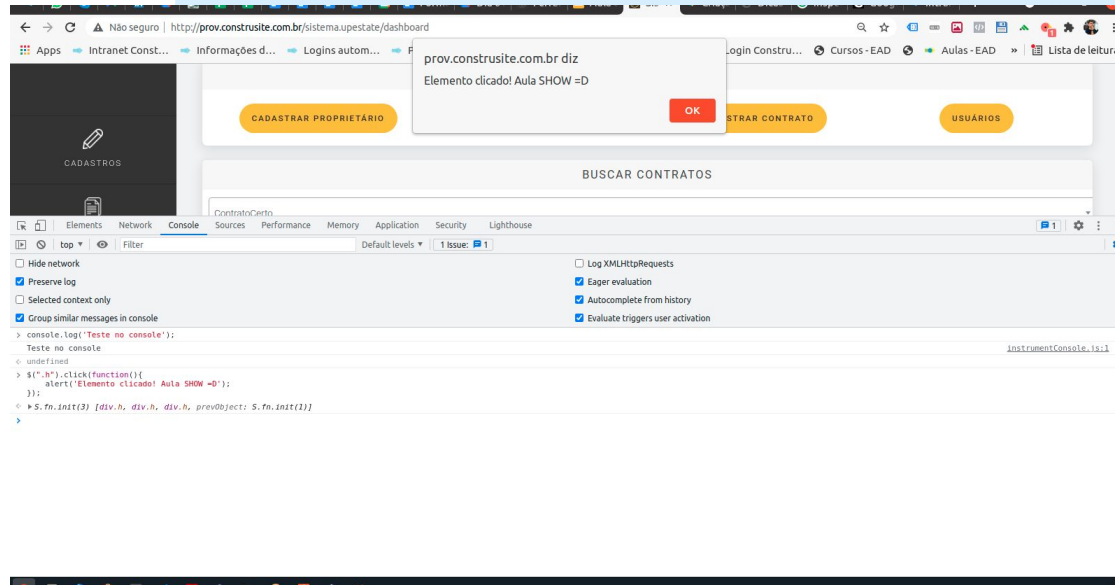 Não seguro | http://prov.construsite.com.br/sistema.upestate/dashboard
Apps Intranet Const... Informações d... Logins autom... Login Constru... Cursos - EAD Aulas - EAD » Lista de leitura
prov.construsite.com.br diz
Elemento clicado! Aula SHOW =D
OK
CADASTRAR PROPRIETÁRIO
STRAR CONTRATO
USUÁRIOS
CADASTROS
BUSCAR CONTRATOS
ContratoCerto
Elements Network Console Sources Performance Memory Application Security Lighthouse 1
top Filter Default levels 1 Issue: 1
Hide network Log XMLHttpRequests
Preserve log Eager evaluation
Selected context only Autocomplete from history
Group similar messages in console Evaluate triggers user activation
> console.log('Teste no console');
Teste no console instrumentConsole.js:1
undefined
> $(".h").click(function(){
alert('Elemento clicado! Aula SHOW =D');
});
S.fn.init(3) [div.h, div.h, div.h, prevObject: S.fn.init(1)]
>